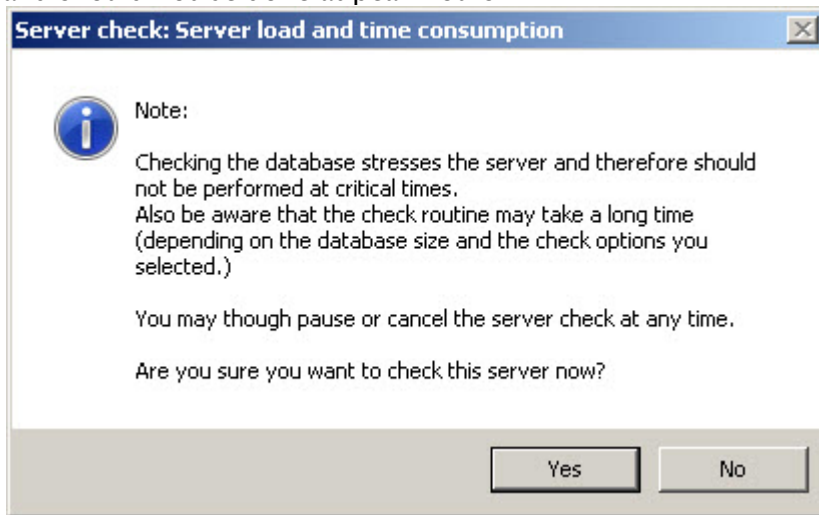 Server check: Server load and time consumption
Note:
Checking the database stresses the server and therefore should
not be performed at critical times.
Also be aware that the check routine may take a long time
(depending on the database size and the check options you
selected.)
You may though pause or cancel the server check at any time.
Are you sure you want to check this server now?
Yes No